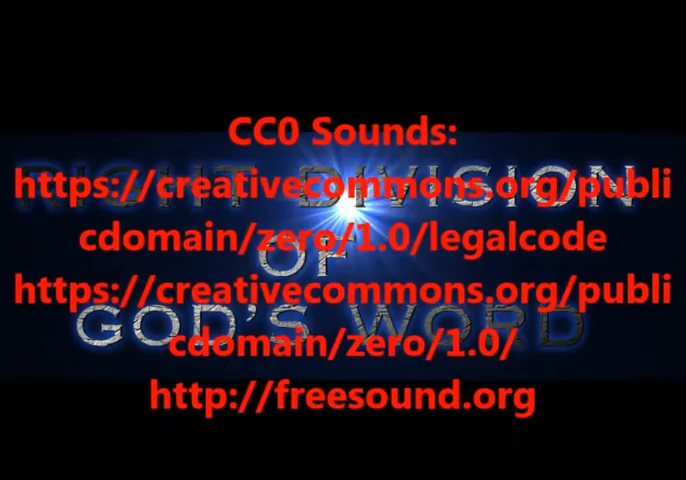 CC0 Sounds:
RIGHT DIVISION
https://creativecommons.org/publi
cdomain/zero/1.0/legalcode
OF
https://creativecommons.org/publi
GOD'S WORD
cdomain/zero/1.0/
http://freesound.org